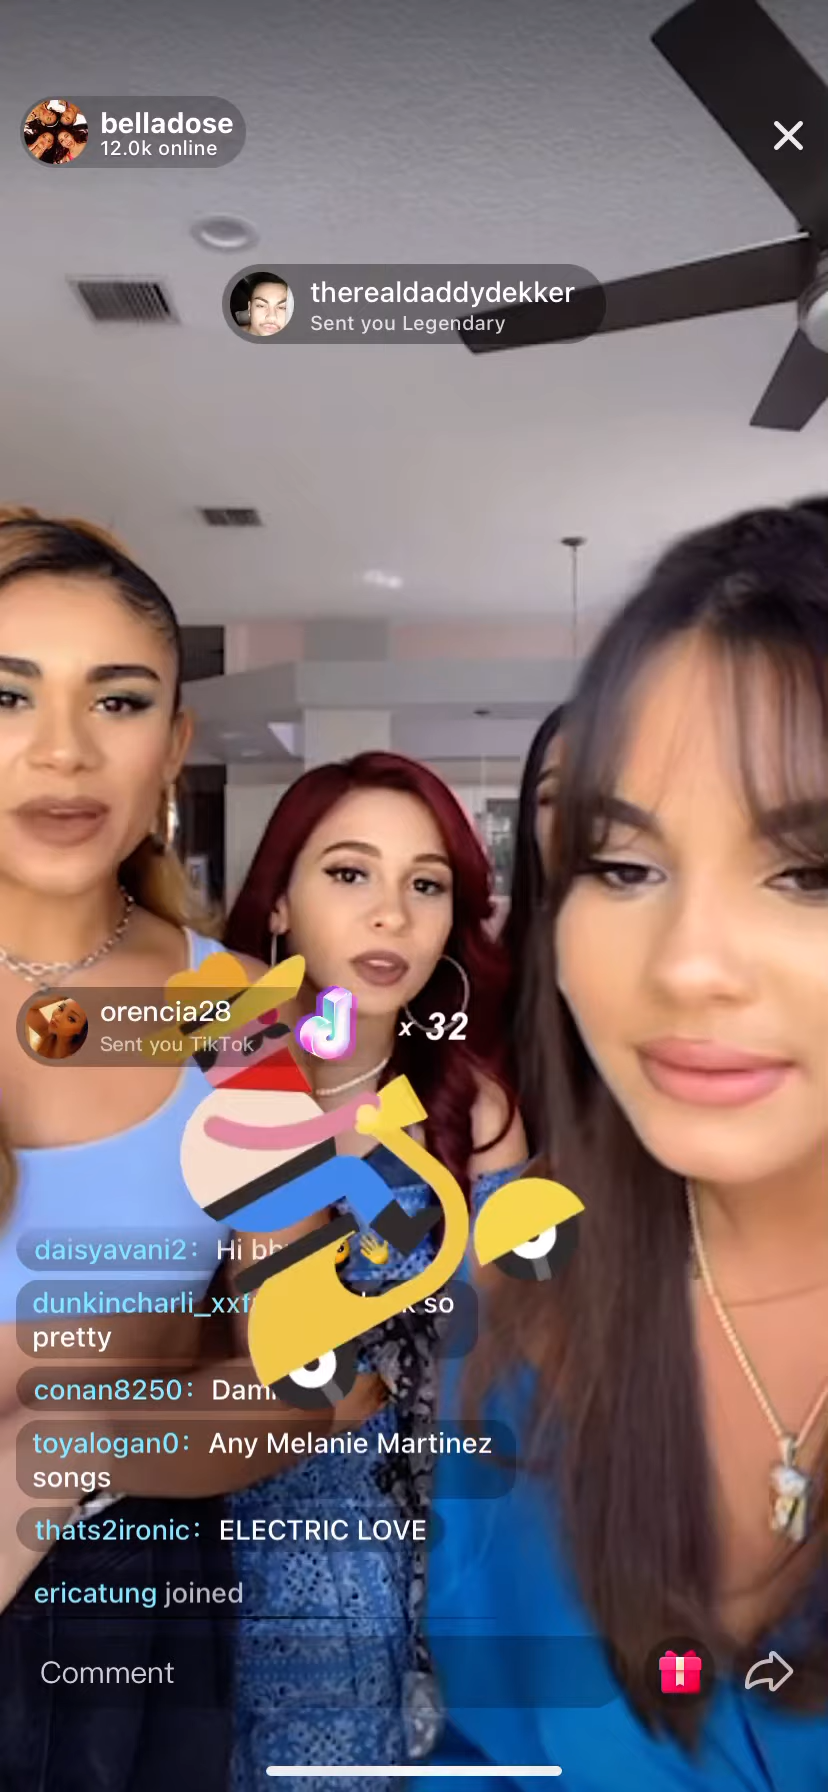 belladose
12.0k online
therealdaddydekker
Sent you Legendary
orencia28
Sent you TikTok
x 32
daisyavani2: Hi
dunkincharli_xx so
pretty
conan8250:
toyalogan0: Any Melanie Martinez
songs
thats2ironic: ELECTRIC LOVE
ericatung joined
Comment